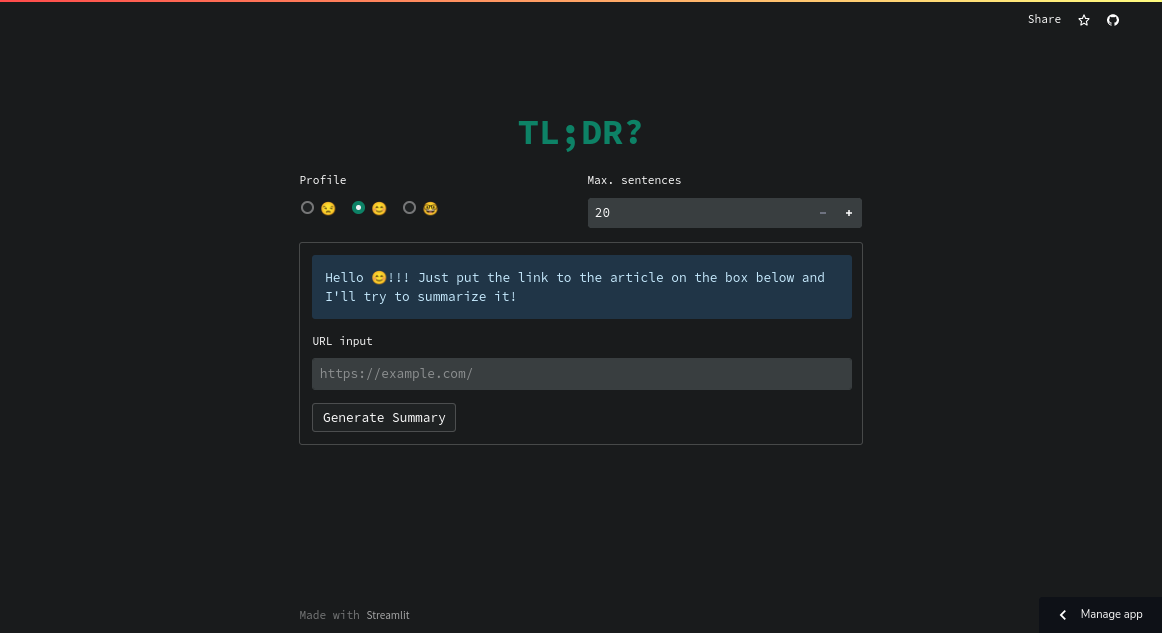 Share
TL;DR?
Profile
Max. sentences
😒 😊 🤓
20 − +
Hello 😊!!! Just put the link to the article on the box below and
I'll try to summarize it!
URL input
https://example.com/
Generate Summary
Made with Streamlit
Manage app